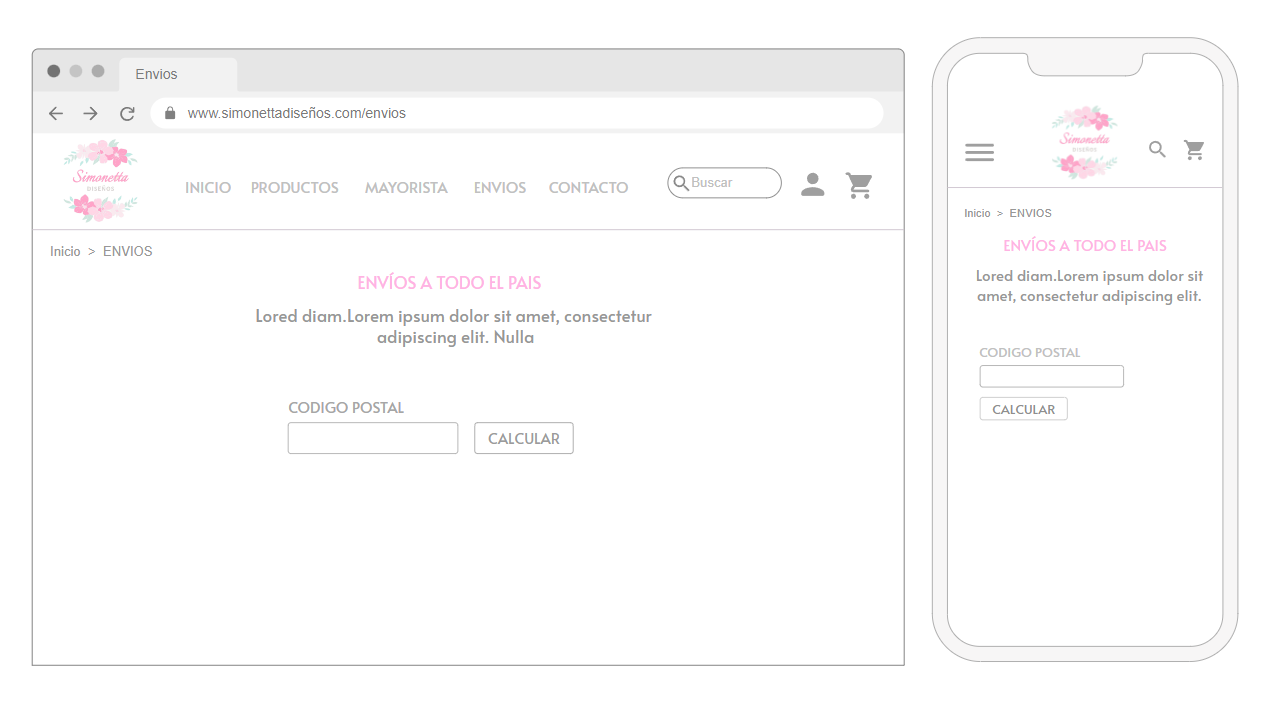 Envios
www.simonettadiseños.com/envios
Simonetta
DISEÑOS
INICIO PRODUCTOS MAYORISTA ENVIOS CONTACTO
Buscar
Inicio > ENVIOS
ENVÍOS A TODO EL PAIS
Lored diam.Lorem ipsum dolor sit amet, consectetur
adipiscing elit. Nulla
CODIGO POSTAL
CALCULAR
Simonetta
DISEÑOS
Inicio > ENVIOS
ENVÍOS A TODO EL PAIS
Lored diam.Lorem ipsum dolor sit
amet, consectetur adipiscing elit.
CODIGO POSTAL
CALCULAR